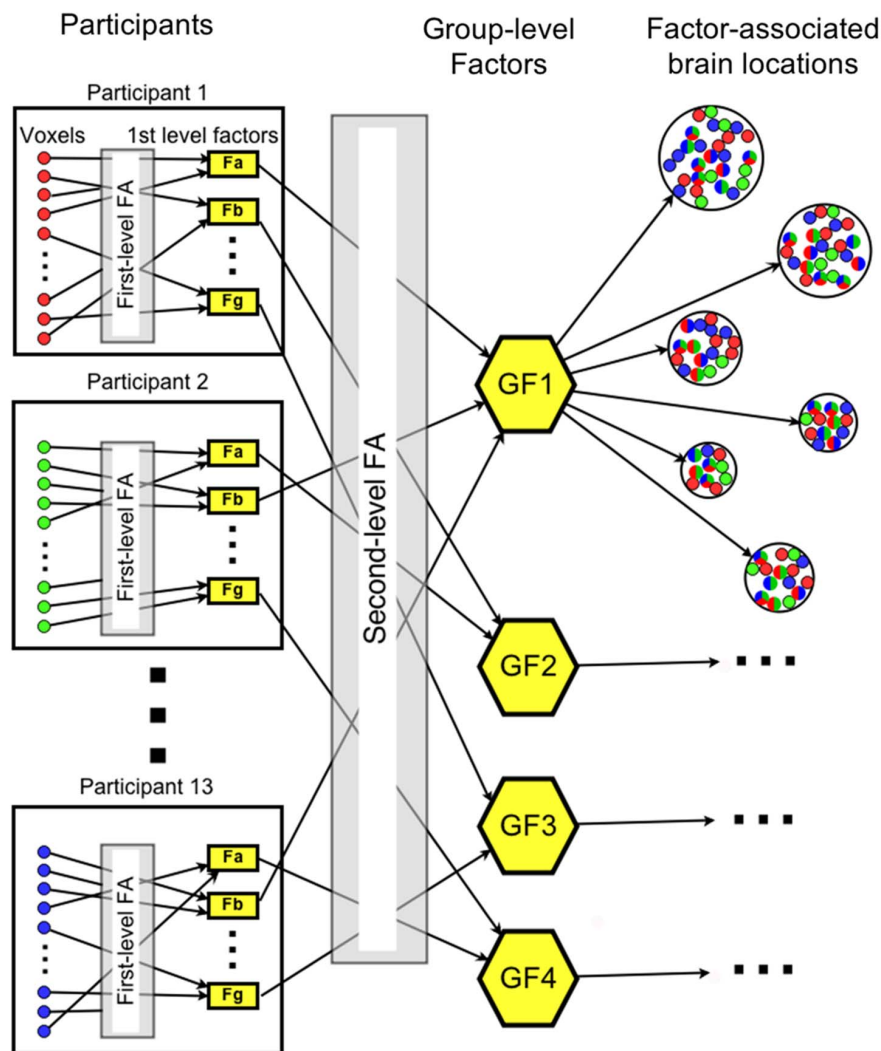 Participants
Group-level
Factors
Factor-associated
brain locations
Participant 1
Voxels
1st level factors
First-level FA
Fa
Fb
Fg
Participant 2
First-level FA
Fa
Fb
Fg
Participant 13
First-level FA
Fa
Fb
Fg
Second-level FA
GF1
GF2
GF3
GF4